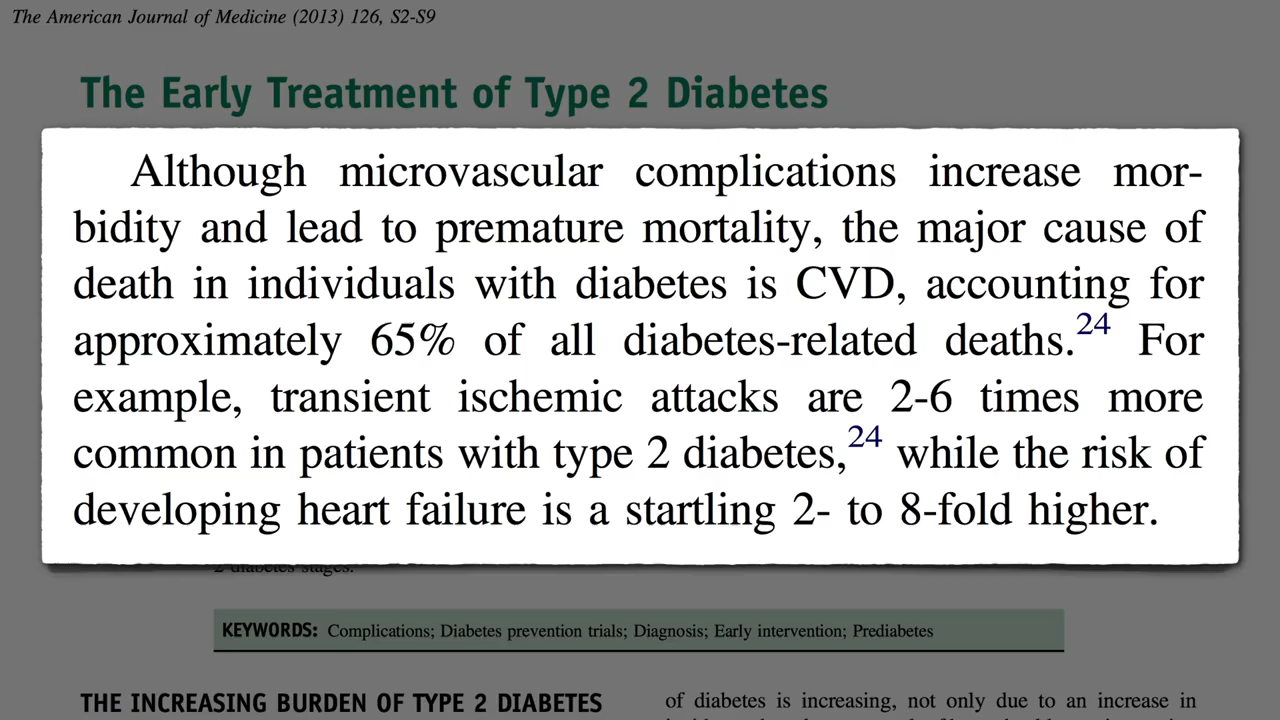 The American Journal of Medicine (2013) 126, S2-S9
The Early Treatment of Type 2 Diabetes
Although microvascular complications increase mor-
bidity and lead to premature mortality, the major cause of
death in individuals with diabetes is CVD, accounting for
approximately 65% of all diabetes-related deaths.24 For
example, transient ischemic attacks are 2-6 times more
common in patients with type 2 diabetes,24 while the risk of
developing heart failure is a startling 2- to 8-fold higher.
2 diabetes stages.
KEYWORDS: Complications; Diabetes prevention trials; Diagnosis; Early intervention; Prediabetes
THE INCREASING BURDEN OF TYPE 2 DIABETES
of diabetes is increasing, not only due to an increase in